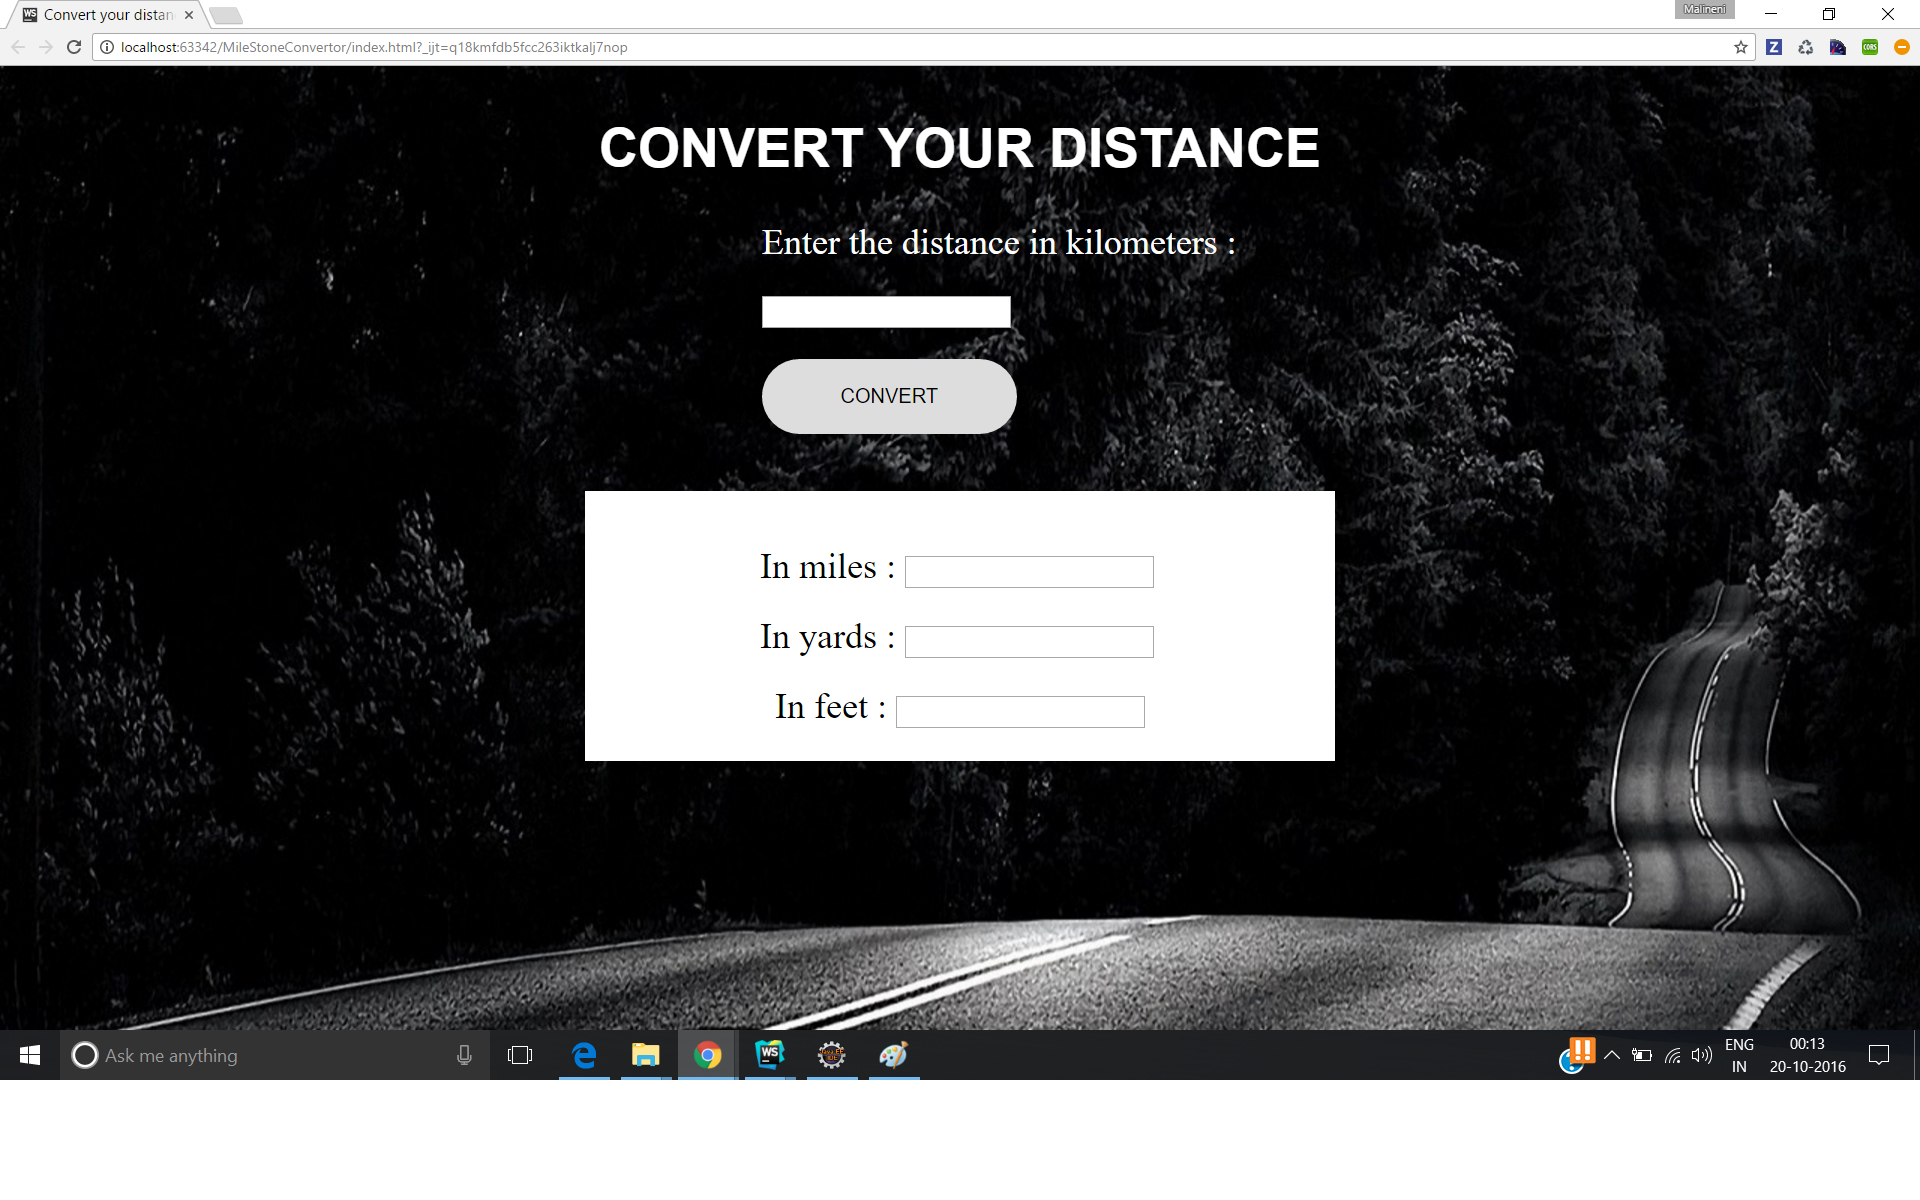 Convert your distan
Malineni
localhost:63342/MileStoneConvertor/index.html?_ijt=q18kmfdb5fcc263iktkalj7nop
CONVERT YOUR DISTANCE
Enter the distance in kilometers :
CONVERT
In miles :
In yards :
In feet :
Ask me anything
ENG
IN
00:13
20-10-2016